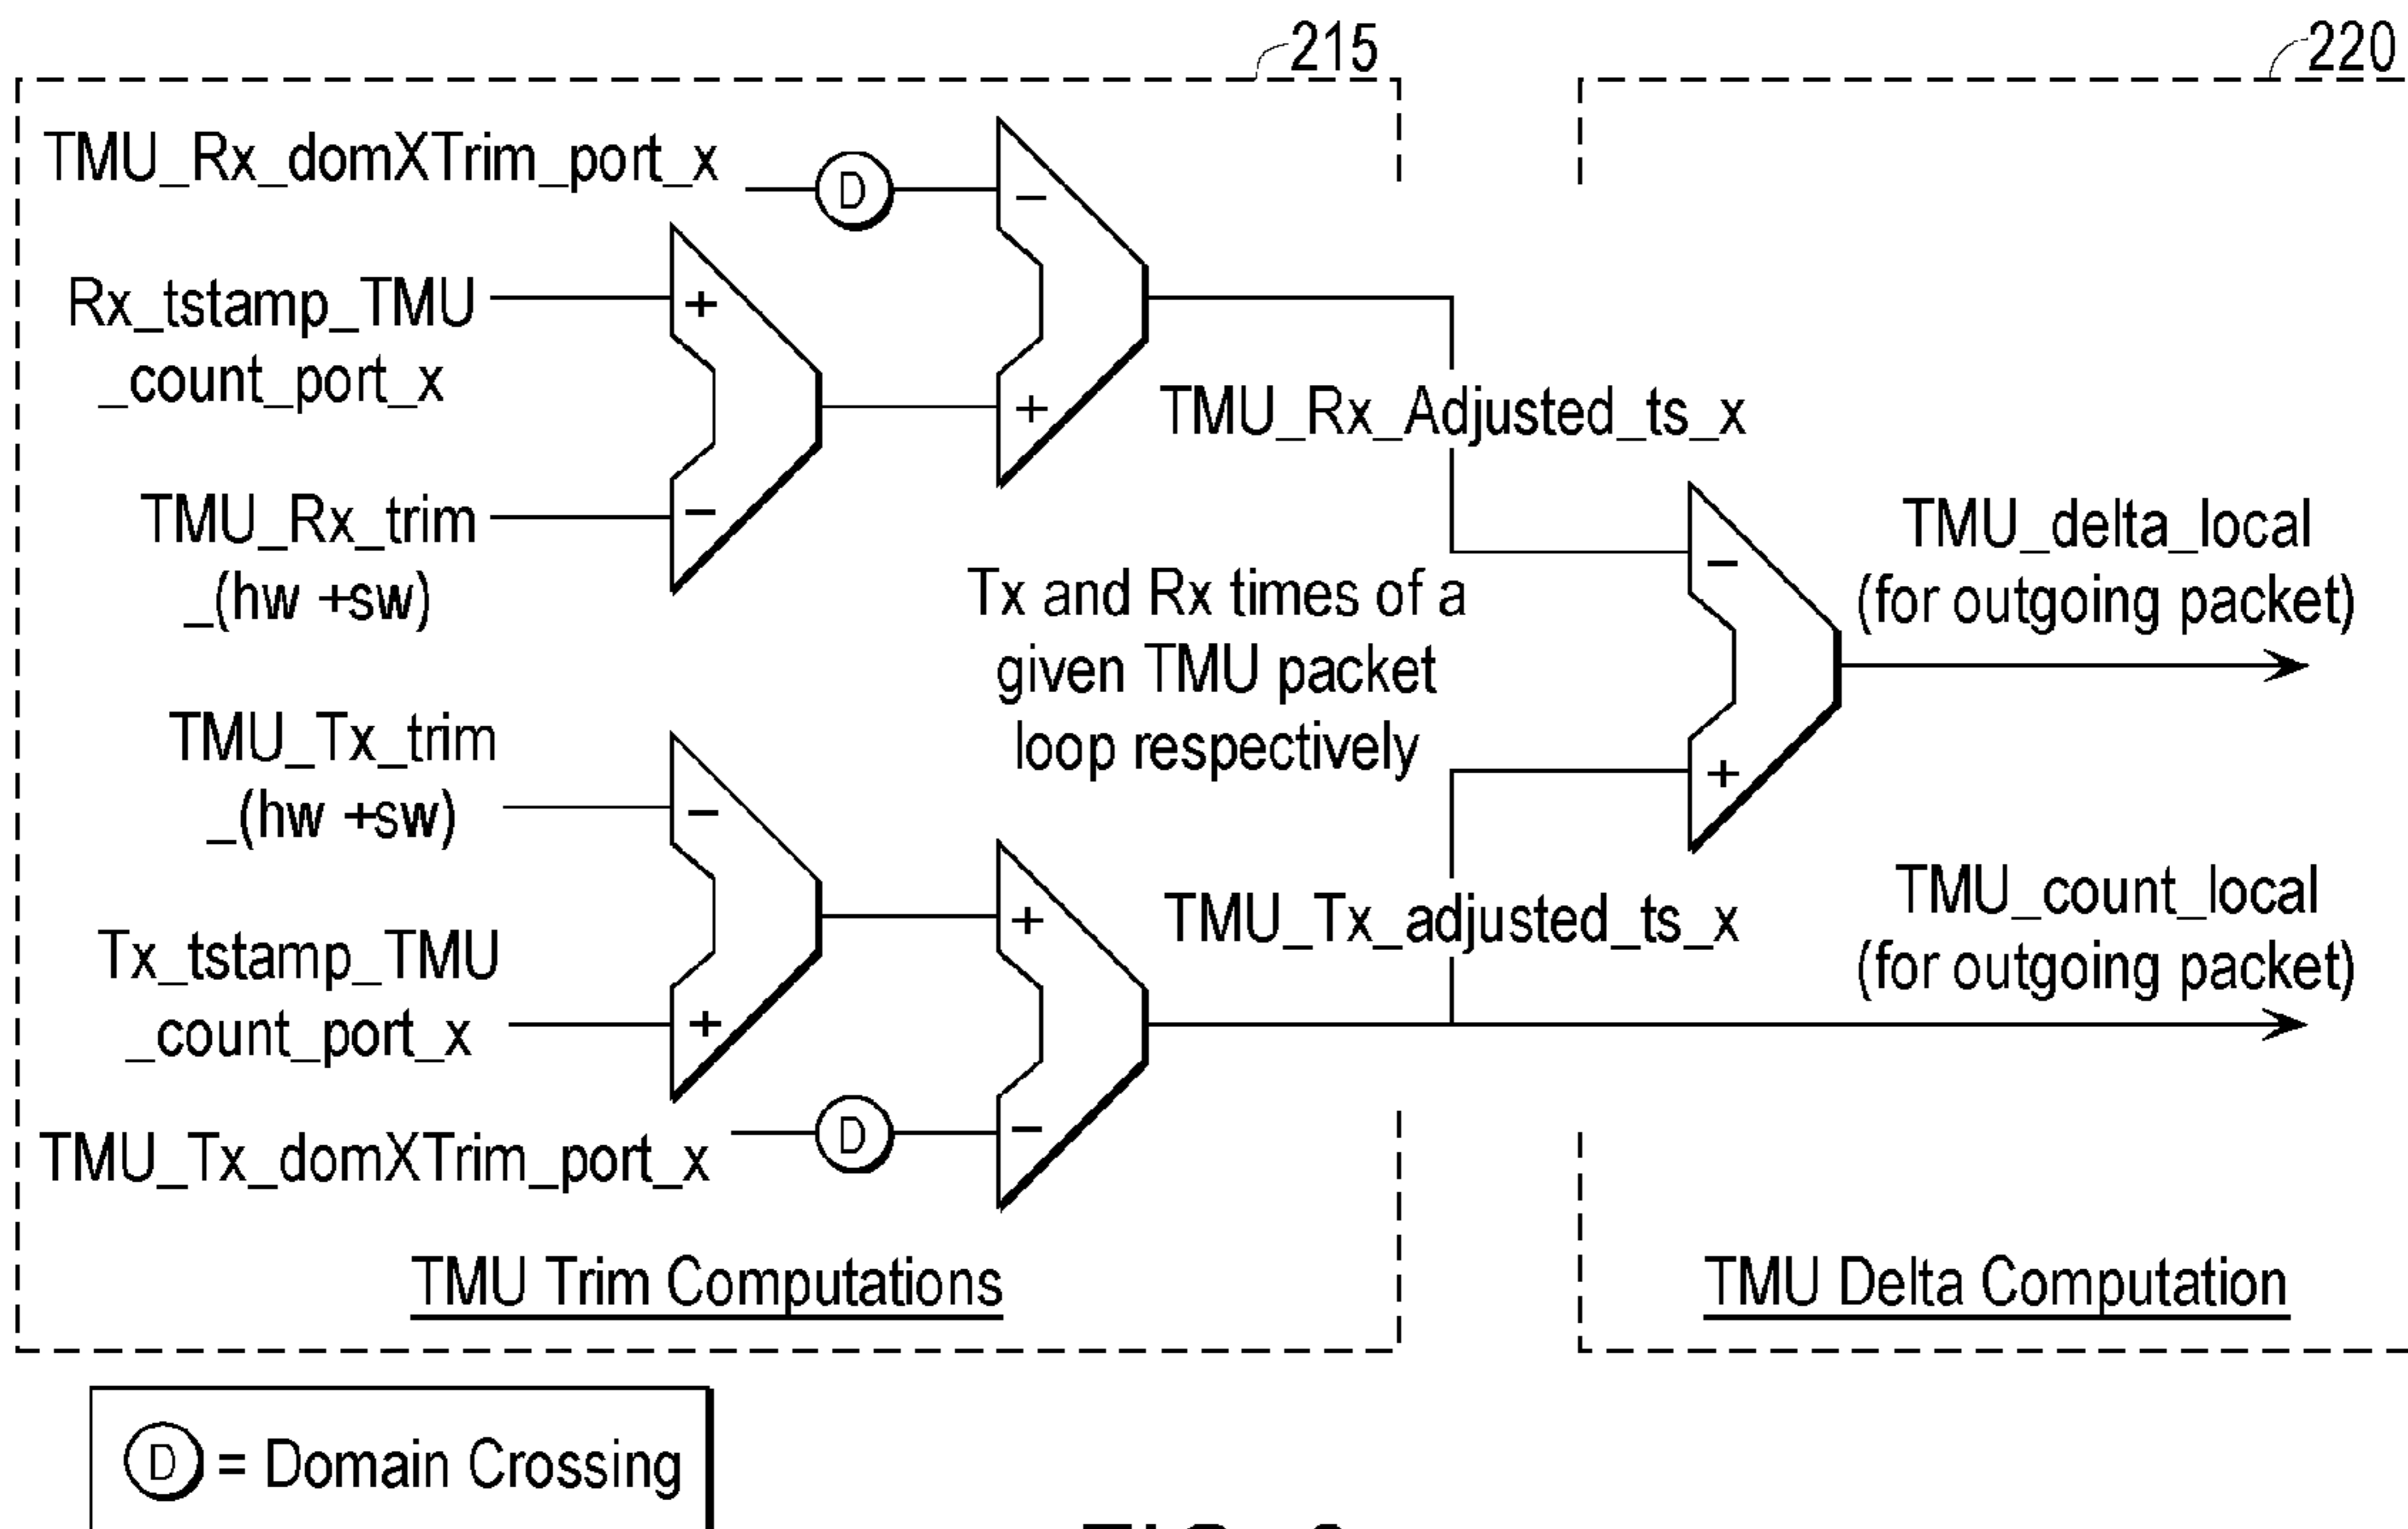 215
220
TMU_Rx_domXTrim_port_x
D
−
Rx_tstamp_TMU
_count_port_x
+
+
TMU_Rx_Adjusted_ts_x
TMU_Rx_trim
_(hw +sw)
−
TMU_delta_local
(for outgoing packet)
−
Tx and Rx times of a
given TMU packet
loop respectively
TMU_Tx_trim
_(hw +sw)
−
+
TMU_count_local
(for outgoing packet)
+
TMU_Tx_adjusted_ts_x
Tx_tstamp_TMU
_count_port_x
+
TMU_Tx_domXTrim_port_x
D
−
TMU Trim Computations
TMU Delta Computation
D = Domain Crossing